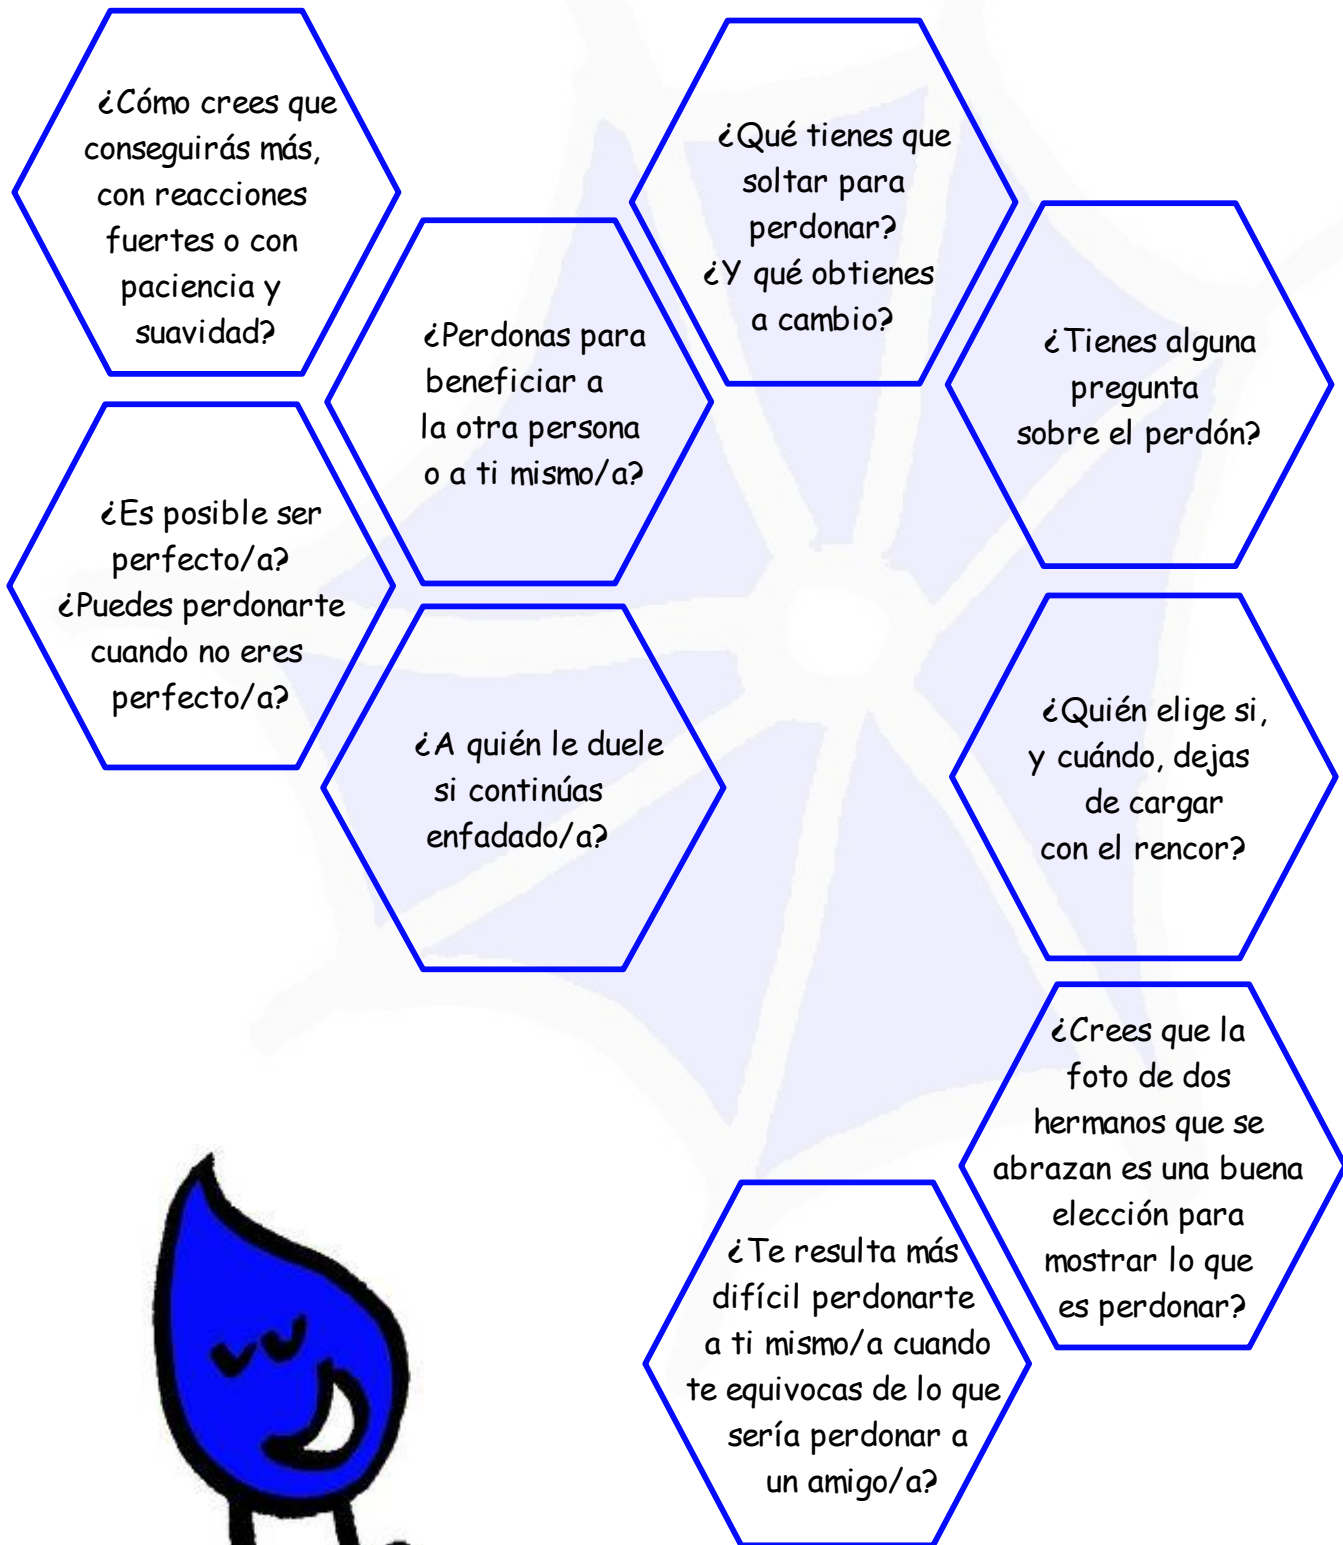 ¿Cómo crees que
conseguirás más,
con reacciones
fuertes o con
paciencia y
suavidad?
¿Qué tienes que
soltar para
perdonar?
¿Y qué obtienes
a cambio?
¿Perdonas para
beneficiar a
la otra persona
o a ti mismo/a?
¿Tienes alguna
pregunta
sobre el perdón?
¿Es posible ser
perfecto/a?
¿Puedes perdonarte
cuando no eres
perfecto/a?
¿A quién le duele
si continúas
enfadado/a?
¿Quién elige si,
y cuándo, dejas
de cargar
con el rencor?
¿Crees que la
foto de dos
hermanos que se
abrazan es una buena
elección para
mostrar lo que
es perdonar?
¿Te resulta más
difícil perdonarte
a ti mismo/a cuando
te equivocas de lo que
sería perdonar a
un amigo/a?